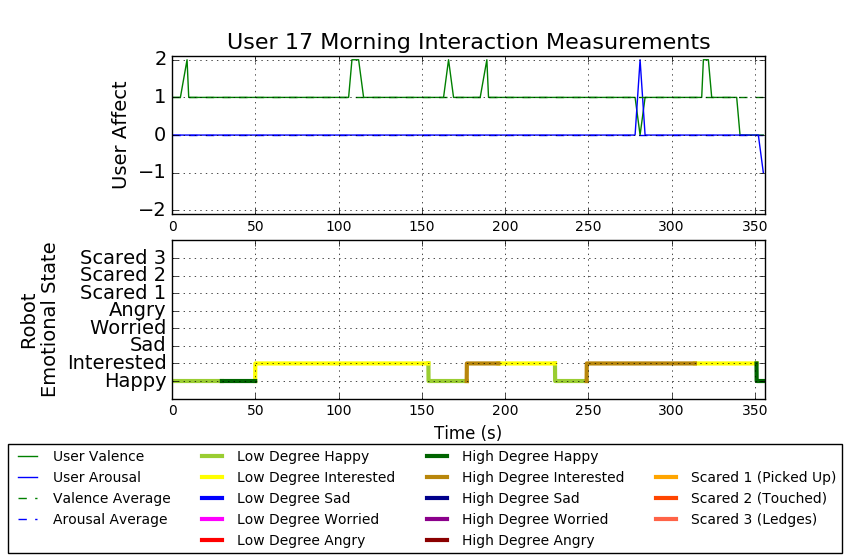 User 17 Morning Interaction Measurements
User Affect
2
1
0
−1
−2
0 50 100 150 200 250 300 350
Robot
Emotional State
Scared 3
Scared 2
Scared 1
Angry
Worried
Sad
Interested
Happy
0 50 100 150 200 250 300 350
Time (s)
User Valence
User Arousal
Valence Average
Arousal Average
Low Degree Happy
Low Degree Interested
Low Degree Sad
Low Degree Worried
Low Degree Angry
High Degree Happy
High Degree Interested
High Degree Sad
High Degree Worried
High Degree Angry
Scared 1 (Picked Up)
Scared 2 (Touched)
Scared 3 (Ledges)